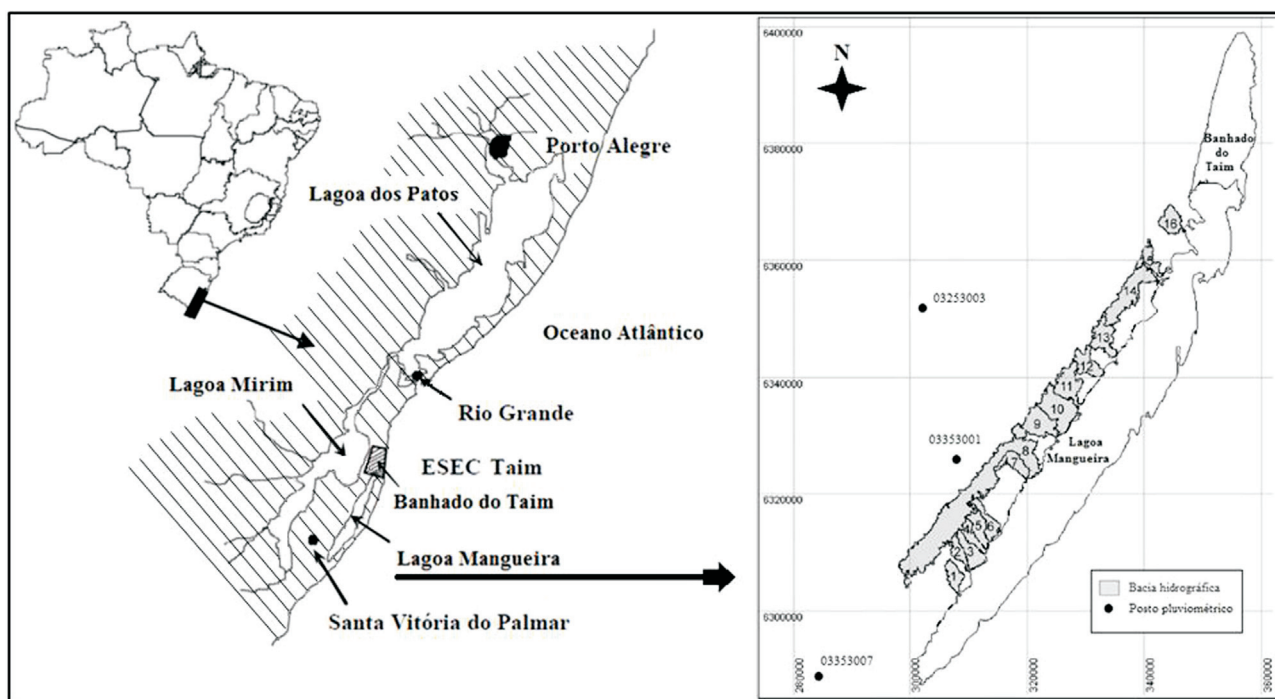 Porto Alegre
Lagoa dos Patos
Oceano Atlântico
Lagoa Mirim
Rio Grande
ESEC Taim
Banhado do Taim
Lagoa Mangueira
Santa Vitória do Palmar
N
6400000
6380000
6360000
6340000
6320000
6300000
Banhado
do
Taim
16
03253003
14
13
12
11
10
9
Lagoa
Mangueira
03353001
8
7
6
5
4
3
2
1
Bacia hidrográfica
Posto pluviométrico
03353007
280000
300000
320000
340000
360000